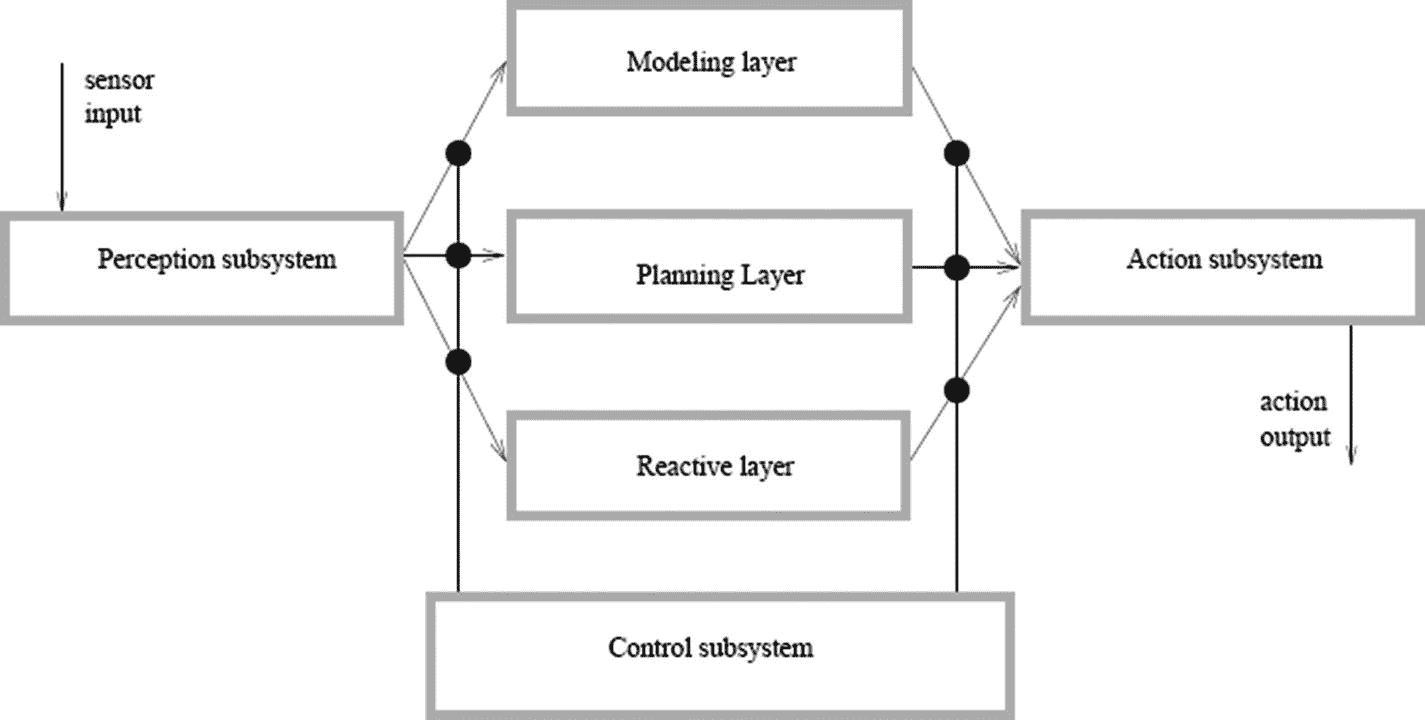 Modeling layer
sensor
input
Perception subsystem
Planning Layer
Action subsystem
action
output
Reactive layer
Control subsystem